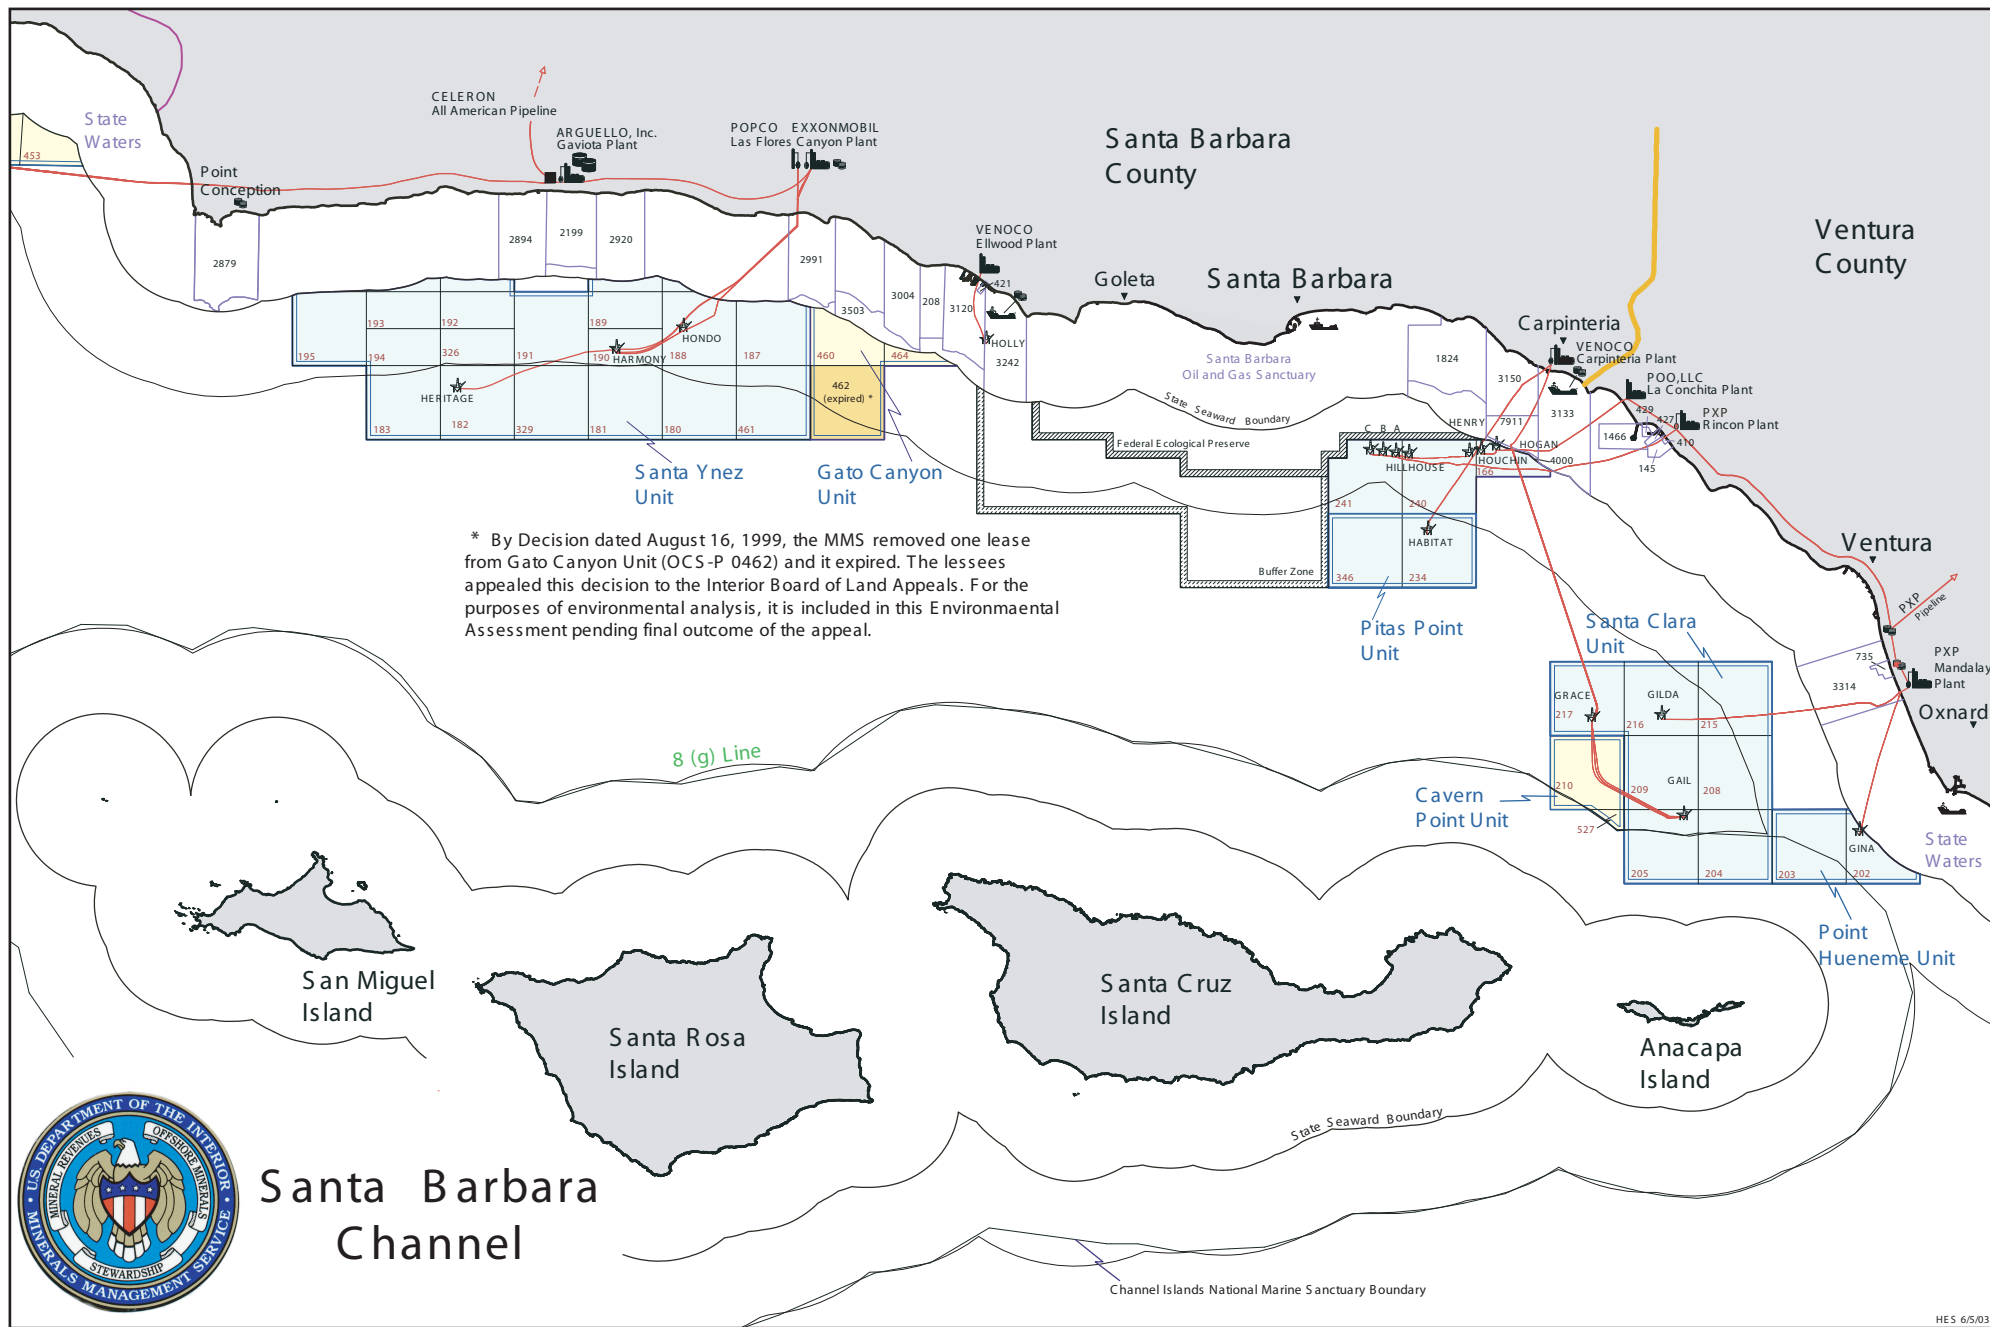 CELERON
All American Pipeline
ARGUELLO, Inc.
Gaviota Plant
POPCO EXXONMOBIL
Las Flores Canyon Plant
Santa Barbara
County
Ventura
County
State
Waters
453
Point
Conception
2879
2894
2199
2920
2991
3503
3004
208
3120
VENOCO
Ellwood Plant
421
HOLLY
3242
Goleta
Santa Barbara
Carpinteria
VENOCO
Carpinteria Plant
POO,LLC
La Conchita Plant
PXP
Rincon Plant
Santa Barbara
Oil and Gas Sanctuary
State Seaward Boundary
1824
3150
3133
7911
429
427
410
1466
145
4000
193
192
189
195
194
326
191
190
HARMONY
188
HONDO
187
460
464
462
(expired) *
HERITAGE
183
182
329
181
180
461
Santa Ynez
Unit
Gato Canyon
Unit
Federal Ecological Preserve
Buffer Zone
C B A
HENRY
HOGAN
HILLHOUSE
HOUCHIN
166
241
240
HABITAT
346
234
* By Decision dated August 16, 1999, the MMS removed one lease
from Gato Canyon Unit (OCS-P 0462) and it expired. The lessees
appealed this decision to the Interior Board of Land Appeals. For the
purposes of environmental analysis, it is included in this Environmaental
Assessment pending final outcome of the appeal.
Pitas Point
Unit
Santa Clara
Unit
Ventura
PXP
Pipeline
735
PXP
Mandalay
Plant
3314
Oxnard
GRACE
217
GILDA
216
215
210
GAIL
209
208
527
205
204
203
202
GINA
Cavern
Point Unit
State
Waters
Point
Hueneme Unit
8 (g) Line
San Miguel
Island
Santa Rosa
Island
Santa Cruz
Island
Anacapa
Island
State Seaward Boundary
Channel Islands National Marine Sanctuary Boundary
U.S. DEPARTMENT OF THE INTERIOR
MINERALS MANAGEMENT SERVICE
MINERAL REVENUES
OFFSHORE MINERALS
STEWARDSHIP
Santa Barbara
Channel
HES 6/5/03